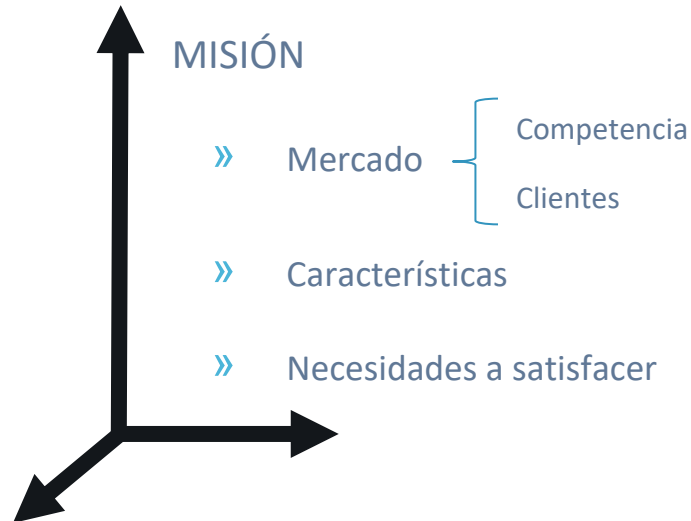 MISIÓN
» Mercado
Competencia
Clientes
» Características
» Necesidades a satisfacer